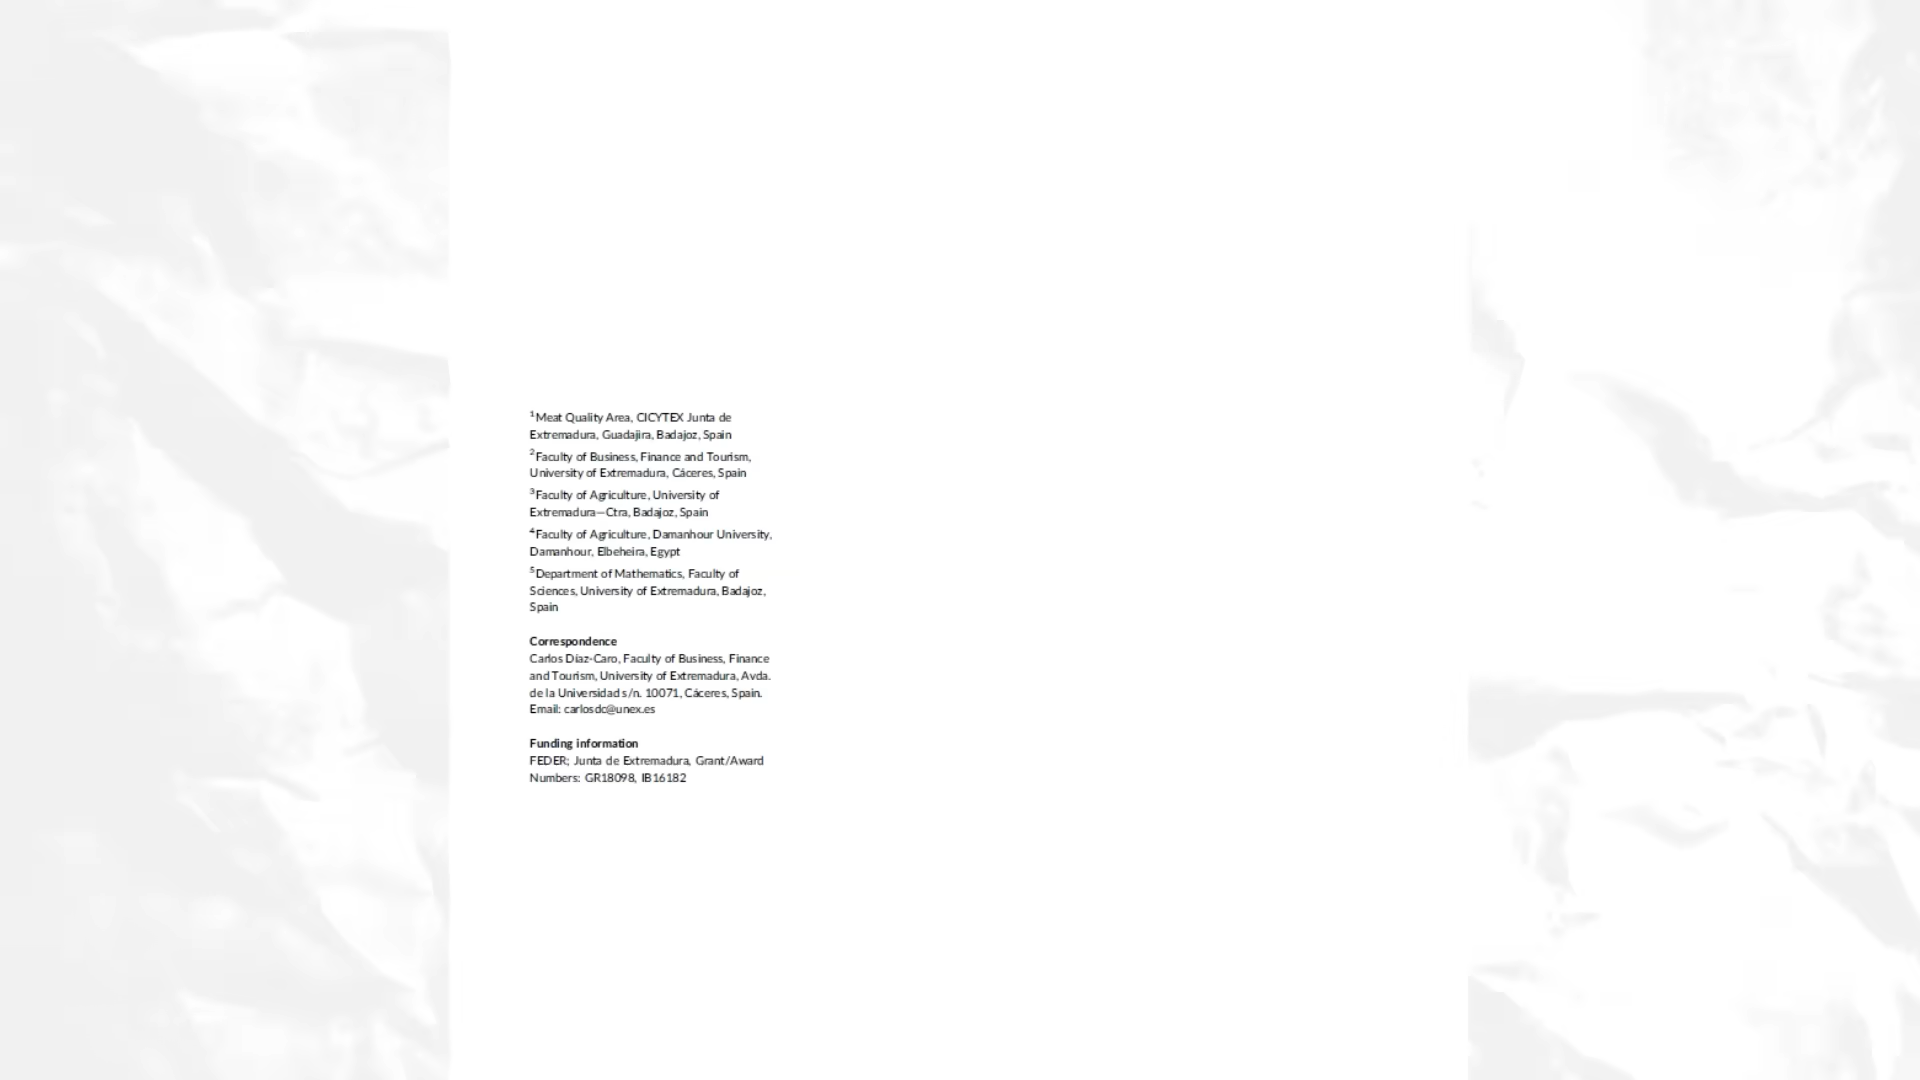 ¹Meat Quality Area, CICYTEX Junta de
Extremadura, Guadajira, Badajoz, Spain
²Faculty of Business, Finance and Tourism,
University of Extremadura, Cáceres, Spain
³Faculty of Agriculture, University of
Extremadura—Ctra, Badajoz, Spain
⁴Faculty of Agriculture, Damanhour University,
Damanhour, Elbeheira, Egypt
⁵Department of Mathematics, Faculty of
Sciences, University of Extremadura, Badajoz,
Spain
Correspondence
Carlos Díaz-Caro, Faculty of Business, Finance
and Tourism, University of Extremadura, Avda.
de la Universidad s/n. 10071, Cáceres, Spain.
Email: carlosdc@unex.es
Funding information
FEDER; Junta de Extremadura, Grant/Award
Numbers: GR18098, IB16182